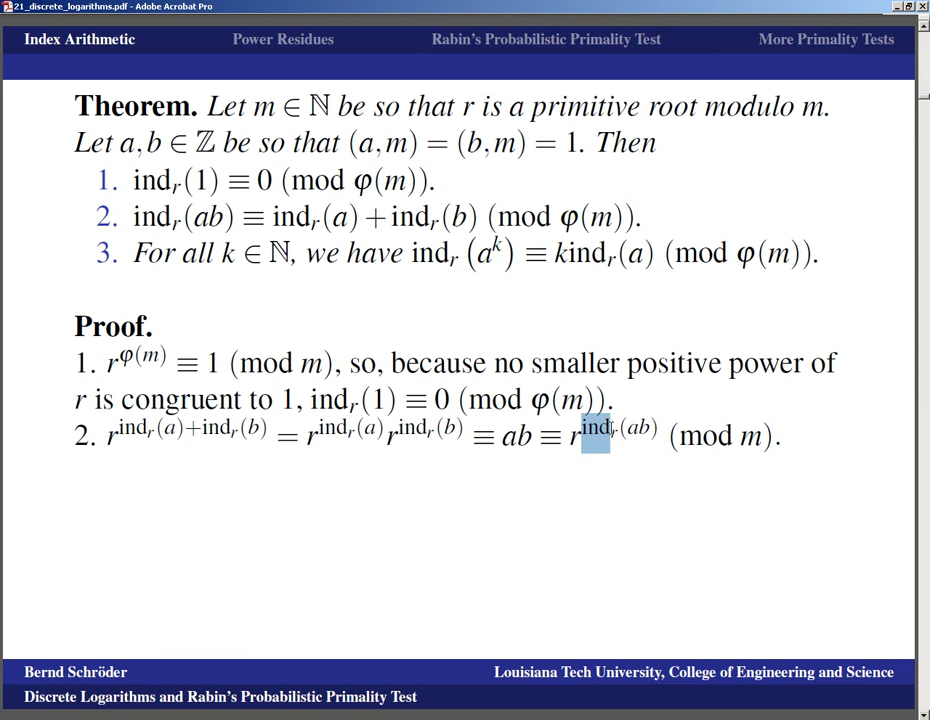 21_discrete_logarithms.pdf - Adobe Acrobat Pro
Index Arithmetic Power Residues Rabin's Probabilistic Primality Test More Primality Tests
Theorem. Let m ∈ ℕ be so that r is a primitive root modulo m.
Let a,b ∈ ℤ be so that (a,m) = (b,m) = 1. Then
1. ind_r(1) ≡ 0 (mod φ(m)).
2. ind_r(ab) ≡ ind_r(a) + ind_r(b) (mod φ(m)).
3. For all k ∈ ℕ, we have ind_r(a^k) ≡ kind_r(a) (mod φ(m)).
Proof.
1. r^{φ(m)} ≡ 1 (mod m), so, because no smaller positive power of
r is congruent to 1, ind_r(1) ≡ 0 (mod φ(m)).
2. r^{ind_r(a)+ind_r(b)} = r^{ind_r(a)} r^{ind_r(b)} ≡ ab ≡ r^{ind_r(ab)} (mod m).
Bernd Schröder Louisiana Tech University, College of Engineering and Science
Discrete Logarithms and Rabin's Probabilistic Primality Test